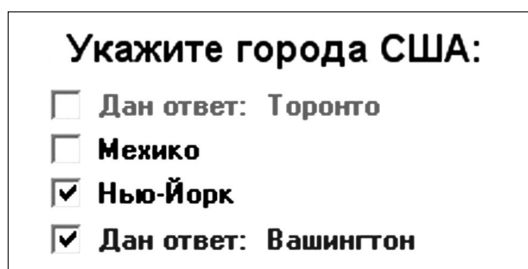 Укажите города США:
Дан ответ: Торонто
Мехико
Нью-Йорк
Дан ответ: Вашингтон